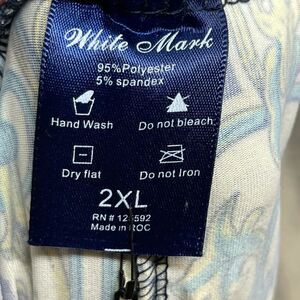 White Mark
95%Polyester
5% spandex
Hand Wash
Do not bleach
Dry flat
Do not Iron
2XL
RN #
Made in ROC